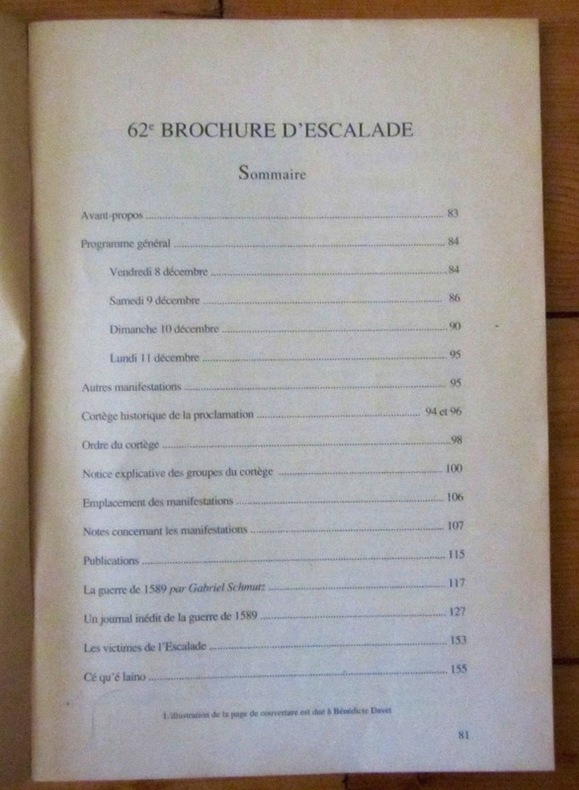 62e BROCHURE D'ESCALADE
Sommaire
Avant-propos ........ 83
Programme général ........ 84
Vendredi 8 décembre ........ 84
Samedi 9 décembre ........ 86
Dimanche 10 décembre ........ 90
Lundi 11 décembre ........ 95
Autres manifestations ........ 95
Cortège historique de la proclamation ........ 94 et 96
Ordre du cortège ........ 98
Notice explicative des groupes du cortège ........ 100
Emplacement des manifestations ........ 106
Notes concernant les manifestations ........ 107
Publications ........ 115
La guerre de 1589 par Gabriel Schmutz ........ 117
Un journal inédit de la guerre de 1589 ........ 127
Les victimes de l'Escalade ........ 153
Cé qu'é laino ........ 155
L'illustration de la page de couverture est due à Bénédicte Davet
81